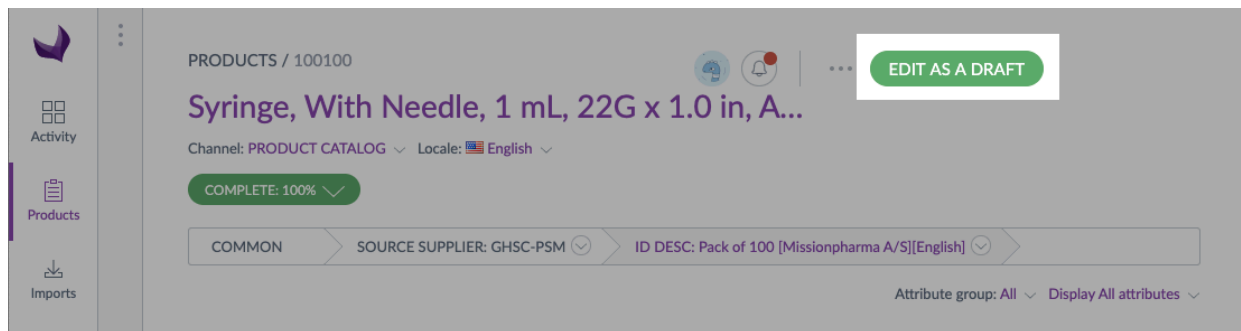 PRODUCTS / 100100
EDIT AS A DRAFT
Syringe, With Needle, 1 mL, 22G x 1.0 in, A...
Activity
Channel: PRODUCT CATALOG Locale: English
COMPLETE: 100%
Products
COMMON SOURCE SUPPLIER: GHSC-PSM ID DESC: Pack of 100 [Missionpharma A/S][English]
Imports
Attribute group: All Display All attributes